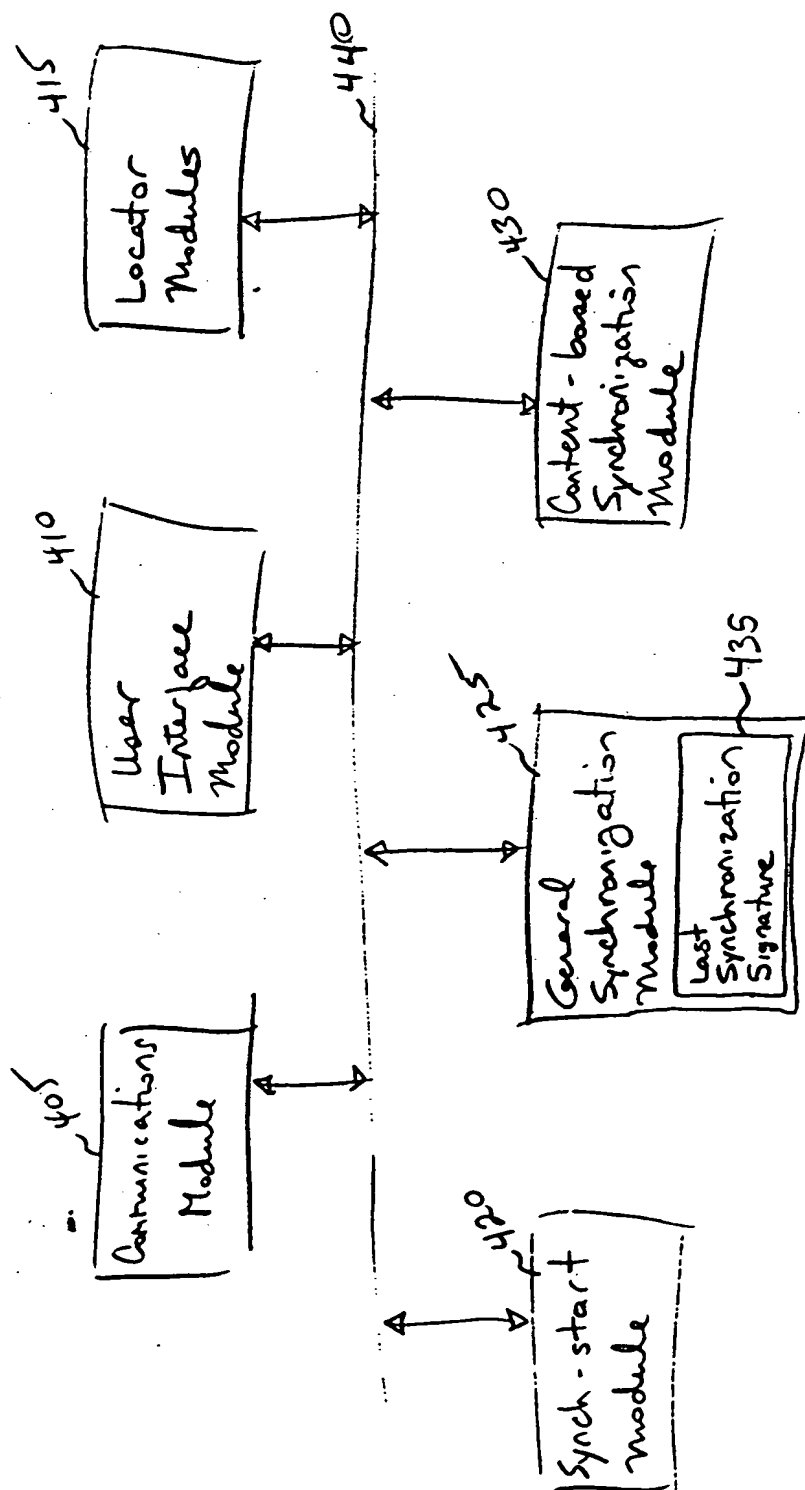 405
Communications
Module
410
User
Interface
Module
415
Locator
Modules
440
420
Synch-start
Module
425
General
Synchronization
Module
Last
Synchronization
Signature
435
430
Content-based
Synchronization
Module